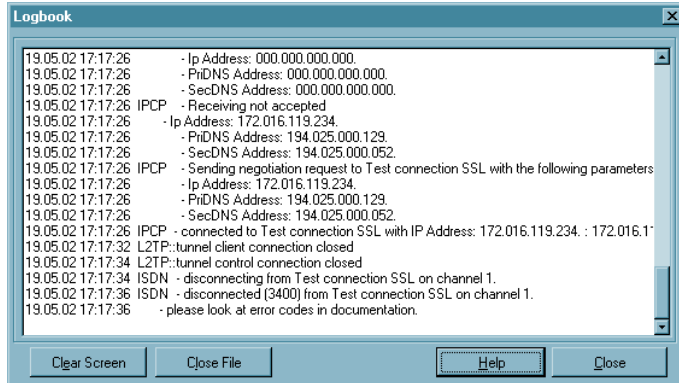 Logbook
19.05.02 17:17:26 - Ip Address: 000.000.000.000.
19.05.02 17:17:26 - PriDNS Address: 000.000.000.000.
19.05.02 17:17:26 - SecDNS Address: 000.000.000.000.
19.05.02 17:17:26 IPCP - Receiving not accepted
19.05.02 17:17:26 - Ip Address: 172.016.119.234.
19.05.02 17:17:26 - PriDNS Address: 194.025.000.129.
19.05.02 17:17:26 - SecDNS Address: 194.025.000.052.
19.05.02 17:17:26 IPCP - Sending negotiation request to Test connection SSL with the following parameters
19.05.02 17:17:26 - Ip Address: 172.016.119.234.
19.05.02 17:17:26 - PriDNS Address: 194.025.000.129.
19.05.02 17:17:26 - SecDNS Address: 194.025.000.052.
19.05.02 17:17:26 IPCP - connected to Test connection SSL with IP Address: 172.016.119.234. : 172.016.1
19.05.02 17:17:32 L2TP::tunnel client connection closed
19.05.02 17:17:34 L2TP::tunnel control connection closed
19.05.02 17:17:34 ISDN - disconnecting from Test connection SSL on channel 1.
19.05.02 17:17:36 ISDN - disconnected (3400) from Test connection SSL on channel 1.
19.05.02 17:17:36 - please look at error codes in documentation.
Clear Screen Close File Help Close